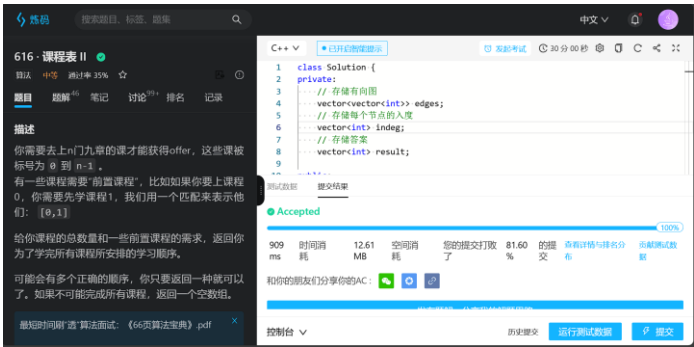 炼码
搜索题目、标签、题集
中文
616 · 课程表 II
算法 中等 通过率 35%
题目 题解 46 笔记 讨论 99+ 排名 记录
描述
你需要去上n门九章的课才能获得offer，这些课被
标号为 0 到 n-1 。
有一些课程需要“前置课程”，比如如果你要上课程
0，你需要先学课程1，我们用一个匹配来表示他
们： [0,1]
给你课程的总数量和一些前置课程的需求，返回你
为了学完所有课程所安排的学习顺序。
可能会有多个正确的顺序，你只要返回一种就可以
了。如果不可能完成所有课程，返回一个空数组。
最短时间刷“透”算法面试：《66页算法宝典》.pdf
C++ 已开启智能提示 发起考试 30 分 00 秒
1 class Solution {
2 private:
3 // 存储有向图
4 vector<vector<int>> edges;
5 // 存储每个节点的入度
6 vector<int> indeg;
7 // 存储答案
8 vector<int> result;
9
测试数据 提交结果
Accepted
100%
909 ms 时间消耗 12.61 MB 空间消耗 您的提交打败了 81.60 % 的提交 查看详情与排名分布 贡献测试数据
和你的朋友们分享你的AC：
控制台 历史提交 运行测试数据 提交